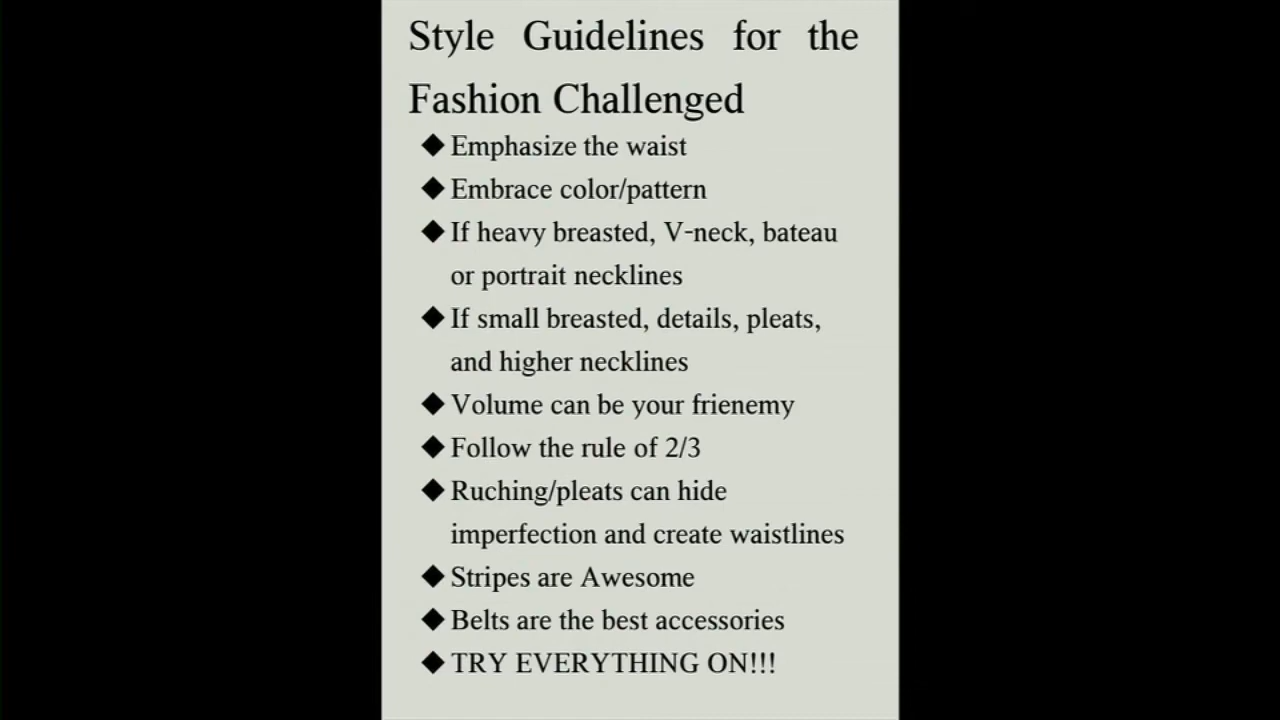 Style Guidelines for the
Fashion Challenged
◆ Emphasize the waist
◆ Embrace color/pattern
◆ If heavy breasted, V-neck, bateau
or portrait necklines
◆ If small breasted, details, pleats,
and higher necklines
◆ Volume can be your frienemy
◆ Follow the rule of 2/3
◆ Ruching/pleats can hide
imperfection and create waistlines
◆ Stripes are Awesome
◆ Belts are the best accessories
◆ TRY EVERYTHING ON!!!